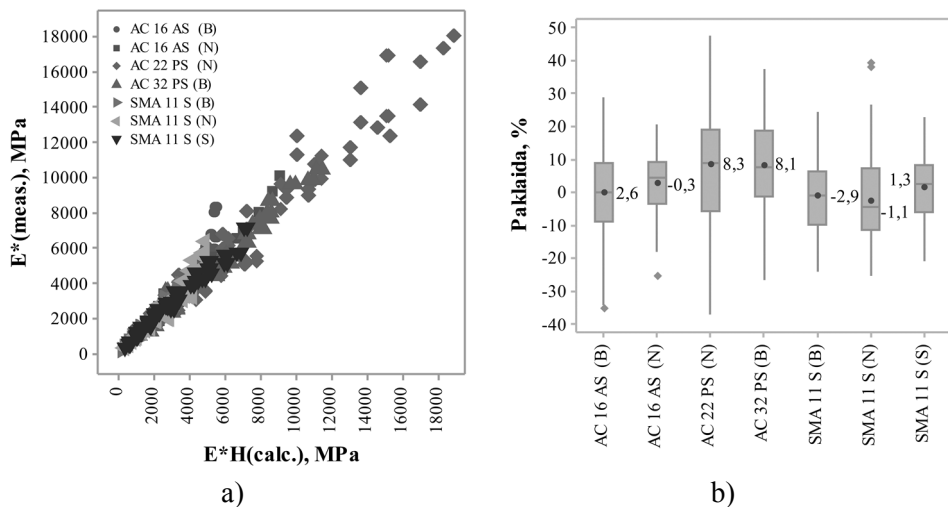 AC 16 AS (B)
AC 16 AS (N)
AC 22 PS (N)
AC 32 PS (B)
SMA 11 S (B)
SMA 11 S (N)
SMA 11 S (S)
18000
16000
14000
12000
10000
8000
6000
4000
2000
0
E*(meas.), MPa
0
2000
4000
6000
8000
10000
12000
14000
16000
18000
E*H(calc.), MPa
a)
50
40
30
20
10
0
-10
-20
-30
-40
Paklaida, %
2,6
-0,3
8,3
8,1
-2,9
-1,1
1,3
AC 16 AS (B)
AC 16 AS (N)
AC 22 PS (N)
AC 32 PS (B)
SMA 11 S (B)
SMA 11 S (N)
SMA 11 S (S)
b)